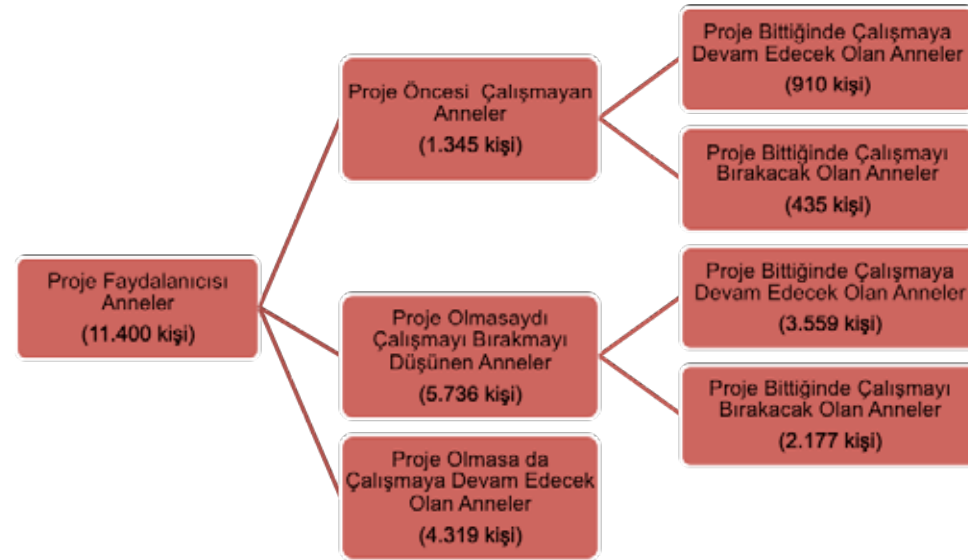 Proje Faydalanıcısı
Anneler
(11.400 kişi)
Proje Öncesi Çalışmayan
Anneler
(1.345 kişi)
Proje Bittiğinde Çalışmaya
Devam Edecek Olan Anneler
(910 kişi)
Proje Bittiğinde Çalışmayı
Bırakacak Olan Anneler
(435 kişi)
Proje Olmasaydı
Çalışmayı Bırakmayı
Düşünen Anneler
(5.736 kişi)
Proje Bittiğinde Çalışmaya
Devam Edecek Olan Anneler
(3.559 kişi)
Proje Bittiğinde Çalışmayı
Bırakacak Olan Anneler
(2.177 kişi)
Proje Olmasa da
Çalışmaya Devam Edecek
Olan Anneler
(4.319 kişi)